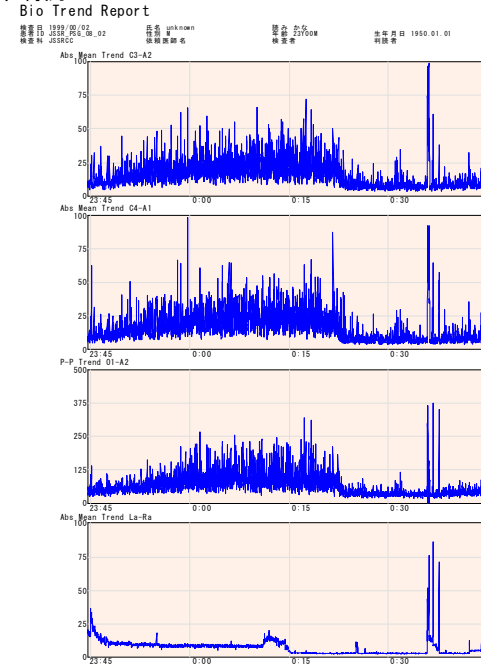 Bio Trend Report
検査日 1999/00/02 氏名 unknown 読み かな
患者ID JSSR_PSG_08_02 性別 M 年齢 23Y00M 生年月日 1950.01.01
検査科 JSSRCC 依頼医師名 検査者 判読者
Abs Mean Trend C3-A2
100
75
50
25
0
23:45 0:00 0:15 0:30
Abs Mean Trend C4-A1
100
75
50
25
0
23:45 0:00 0:15 0:30
P-P Trend O1-A2
500
375
250
125
0
23:45 0:00 0:15 0:30
Abs Mean Trend La-Ra
100
75
50
25
0
23:45 0:00 0:15 0:30